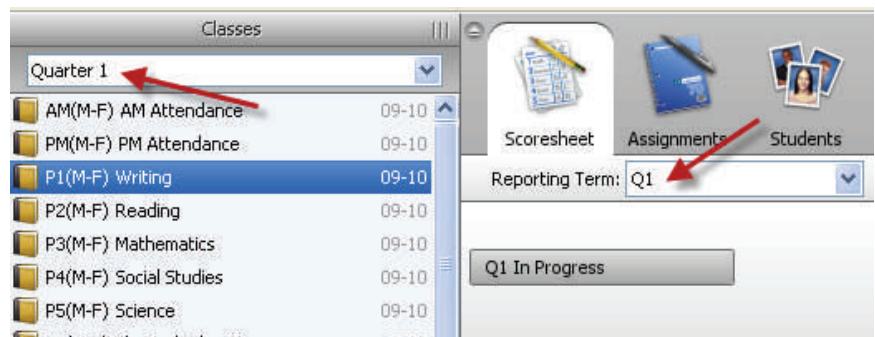 Classes
Quarter 1
AM(M-F) AM Attendance 09-10
PM(M-F) PM Attendance 09-10
P1(M-F) Writing 09-10
P2(M-F) Reading 09-10
P3(M-F) Mathematics 09-10
P4(M-F) Social Studies 09-10
P5(M-F) Science 09-10
Scoresheet Assignments Students
Reporting Term: Q1
Q1 In Progress